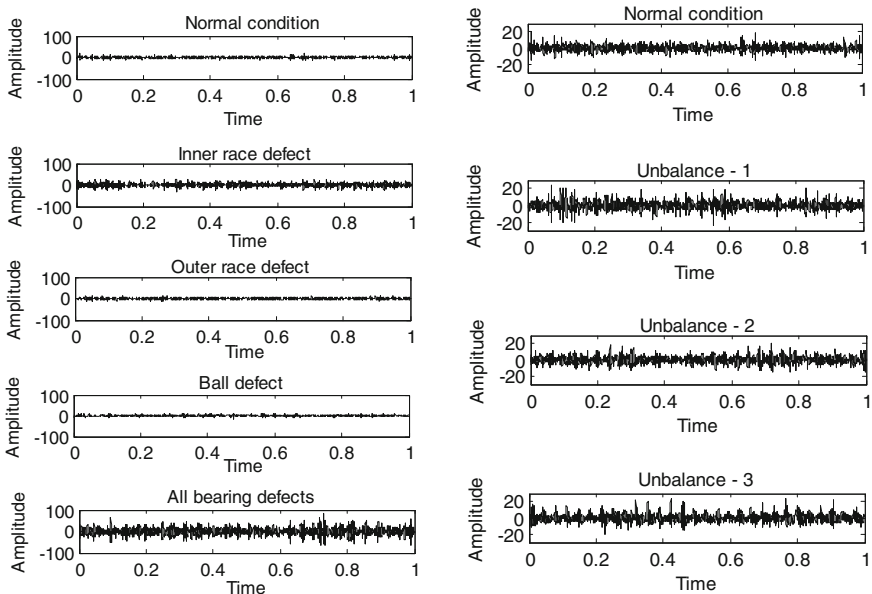 Normal condition
Amplitude
100
0
-100
0 0.2 0.4 0.6 0.8 1
Time
Inner race defect
Amplitude
100
0
-100
0 0.2 0.4 0.6 0.8 1
Time
Outer race defect
Amplitude
100
0
-100
0 0.2 0.4 0.6 0.8 1
Time
Ball defect
Amplitude
100
0
-100
0 0.2 0.4 0.6 0.8 1
Time
All bearing defects
Amplitude
100
0
-100
0 0.2 0.4 0.6 0.8 1
Time
Normal condition
Amplitude
20
0
-20
0 0.2 0.4 0.6 0.8 1
Time
Unbalance - 1
Amplitude
20
0
-20
0 0.2 0.4 0.6 0.8 1
Time
Unbalance - 2
Amplitude
20
0
-20
0 0.2 0.4 0.6 0.8 1
Time
Unbalance - 3
Amplitude
20
0
-20
0 0.2 0.4 0.6 0.8 1
Time